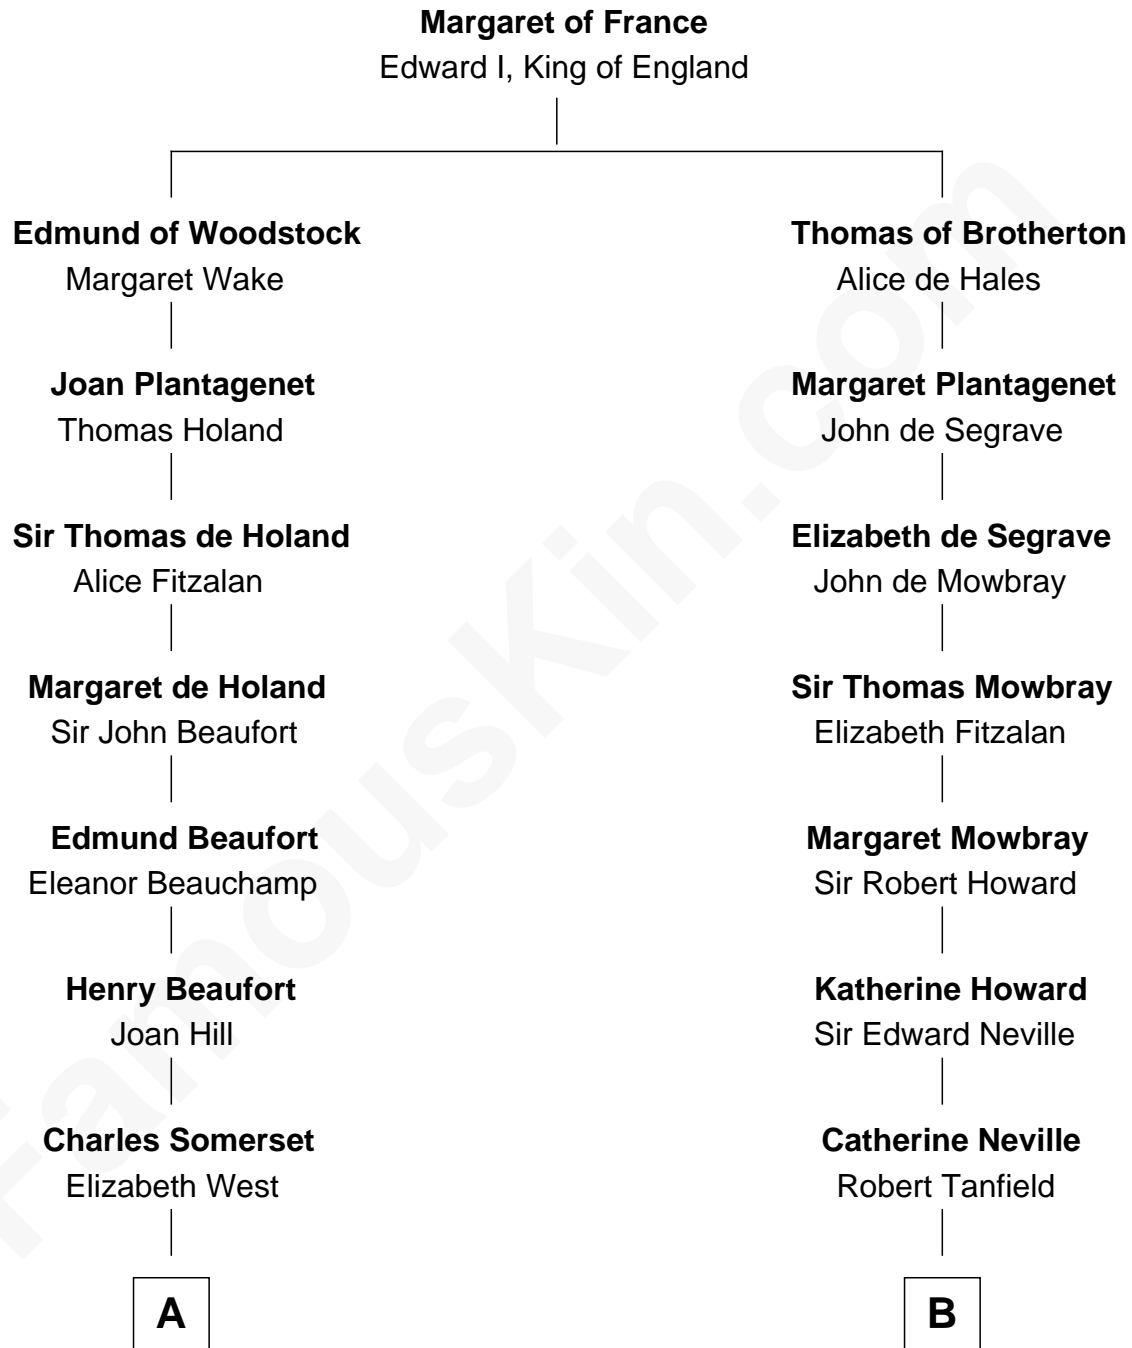 Margaret of France
Edward I, King of England
Edmund of Woodstock
Margaret Wake
Thomas of Brotherton
Alice de Hales
Joan Plantagenet
Thomas Holand
Margaret Plantagenet
John de Segrave
Sir Thomas de Holand
Alice Fitzalan
Elizabeth de Segrave
John de Mowbray
Margaret de Holand
Sir John Beaufort
Sir Thomas Mowbray
Elizabeth Fitzalan
Edmund Beaufort
Eleanor Beauchamp
Margaret Mowbray
Sir Robert Howard
Henry Beaufort
Joan Hill
Katherine Howard
Sir Edward Neville
Charles Somerset
Elizabeth West
Catherine Neville
Robert Tanfield
A
B
FamousKin.com